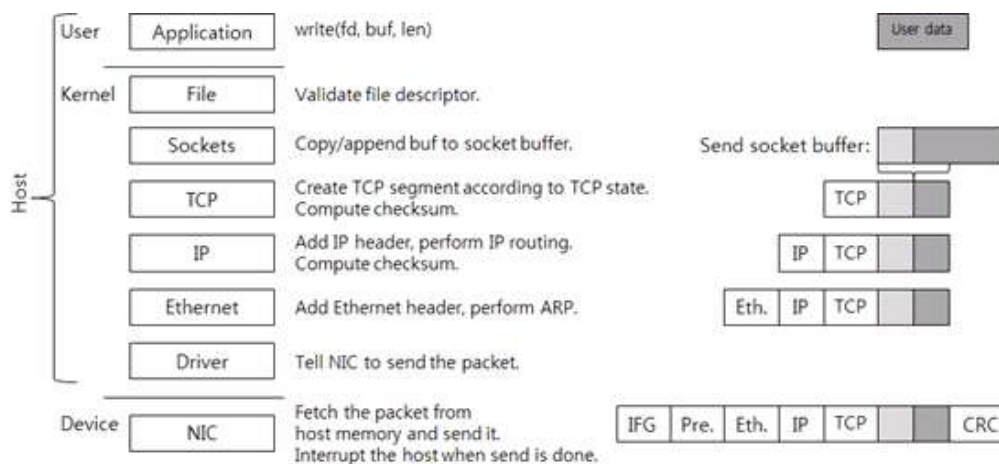 User Application write(fd, buf, len) User data
Kernel File Validate file descriptor.
Sockets Copy/append buf to socket buffer. Send socket buffer:
Host
TCP Create TCP segment according to TCP state.
Compute checksum.
TCP
IP Add IP header, perform IP routing.
Compute checksum.
IP TCP
Ethernet Add Ethernet header, perform ARP. Eth. IP TCP
Driver Tell NIC to send the packet.
Device NIC Fetch the packet from
host memory and send it.
Interrupt the host when send is done.
IFG Pre. Eth. IP TCP CRC